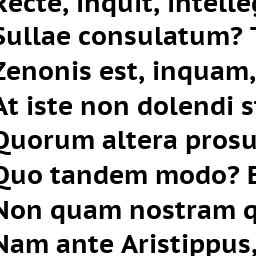 Recte, inquit, intelleg
Sullae consulatum?
Zenonis est, inquam,
At iste non dolendi s
Quorum altera prosu
Quo tandem modo?
Non quam nostram q
Nam ante Aristippus,